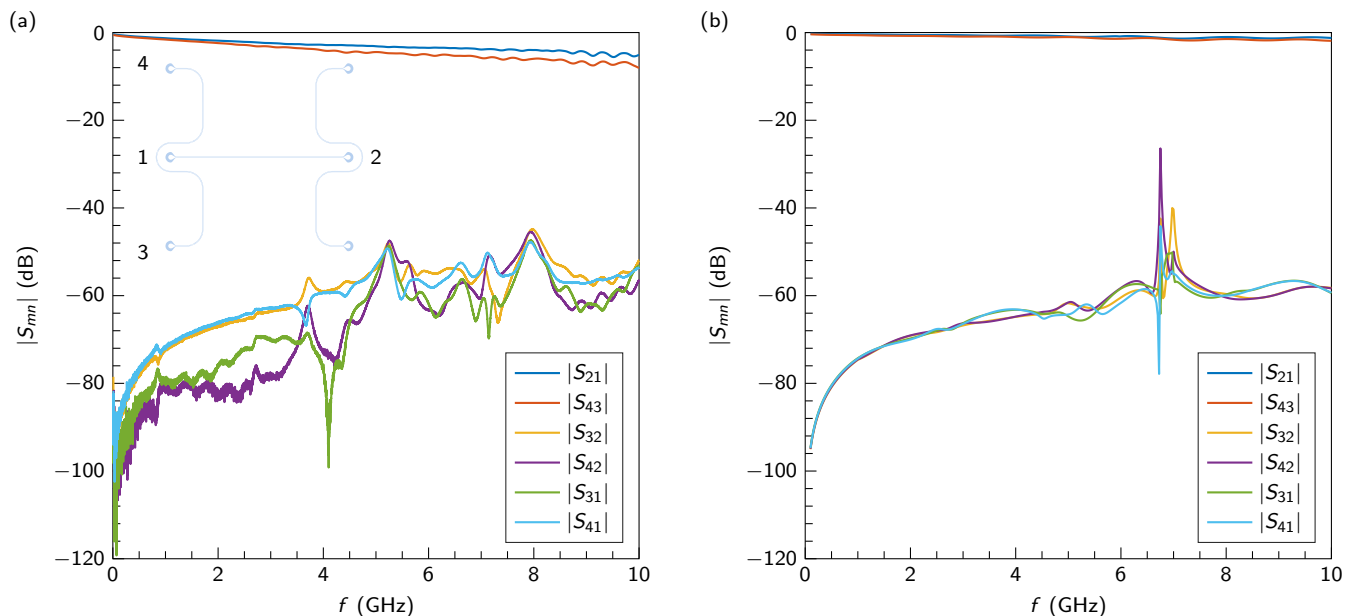 (a)
0
−20
−40
−60
−80
−100
−120
|Smn| (dB)
0 2 4 6 8 10
f (GHz)
4
1 2
3
|S21|
|S43|
|S32|
|S42|
|S31|
|S41|
(b)
0
−20
−40
−60
−80
−100
−120
|Smn| (dB)
0 2 4 6 8 10
f (GHz)
|S21|
|S43|
|S32|
|S42|
|S31|
|S41|